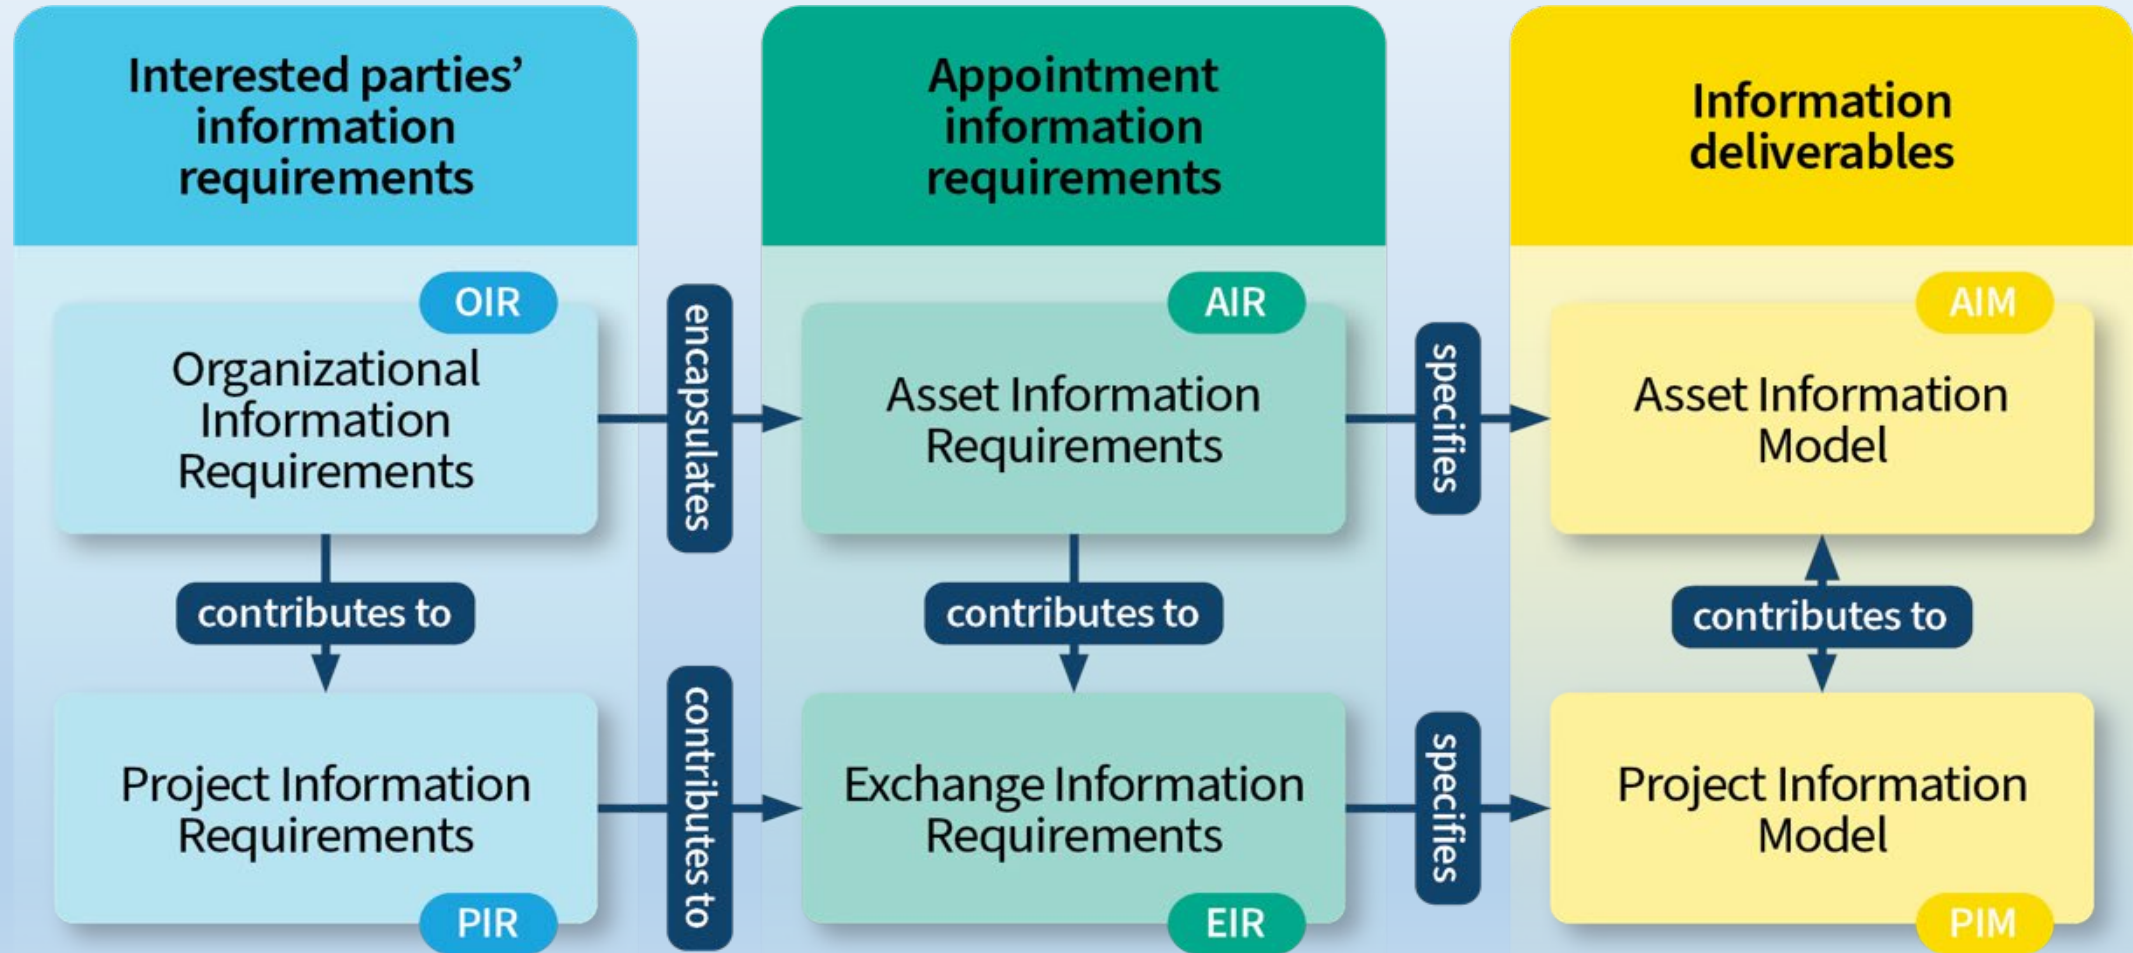 Interested parties’
information
requirements
Appointment
information
requirements
Information
deliverables
OIR
Organizational
Information
Requirements
encapsulates
AIR
Asset Information
Requirements
specifies
AIM
Asset Information
Model
contributes to
contributes to
contributes to
Project Information
Requirements
PIR
contributes to
Exchange Information
Requirements
EIR
specifies
Project Information
Model
PIM